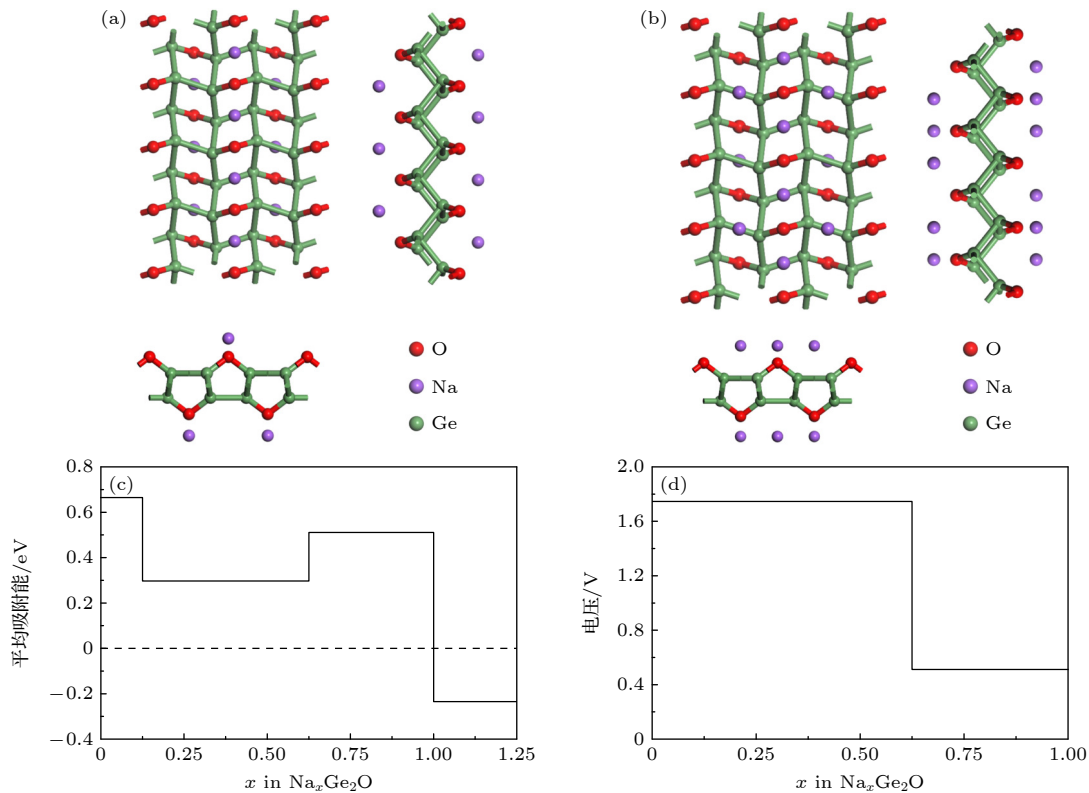 (a)
(b)
O
Na
Ge
O
Na
Ge
(c)
0.8
0.6
0.4
0.2
0
−0.2
−0.4
平均吸附能/eV
0
0.25
0.50
0.75
1.00
1.25
x in NaₓGe₂O
(d)
2.0
1.6
1.2
0.8
0.4
0
电压/V
0
0.25
0.50
0.75
1.00
x in NaₓGe₂O